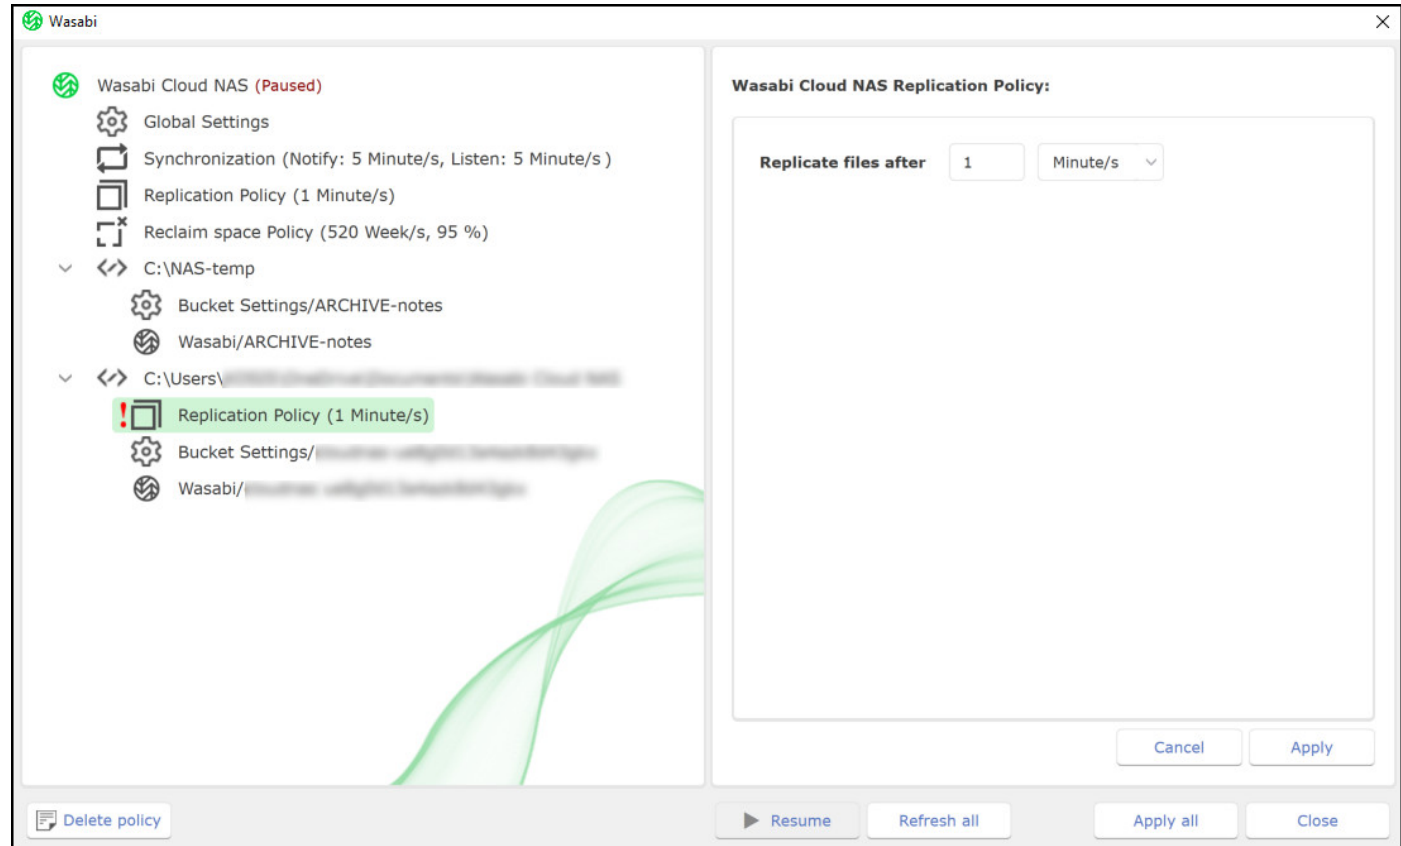 Wasabi
Wasabi Cloud NAS (Paused)
Global Settings
Synchronization (Notify: 5 Minute/s, Listen: 5 Minute/s )
Replication Policy (1 Minute/s)
Reclaim space Policy (520 Week/s, 95 %)
C:\NAS-temp
Bucket Settings/ARCHIVE-notes
Wasabi/ARCHIVE-notes
C:\Users\
Replication Policy (1 Minute/s)
Bucket Settings/
Wasabi/
Delete policy
Wasabi Cloud NAS Replication Policy:
Replicate files after 1 Minute/s
Cancel Apply
Resume Refresh all Apply all Close